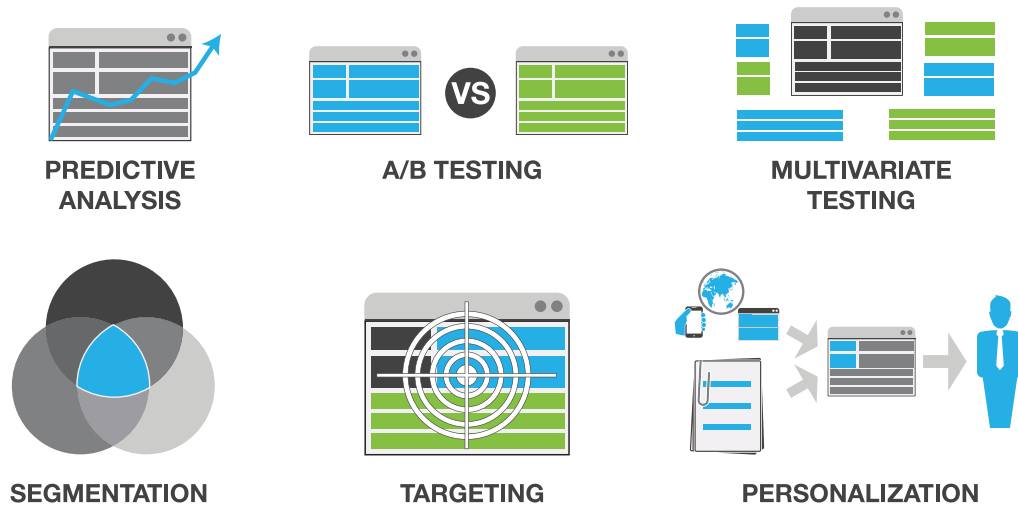 PREDICTIVE
ANALYSIS
VS
A/B TESTING
MULTIVARIATE
TESTING
SEGMENTATION
TARGETING
PERSONALIZATION